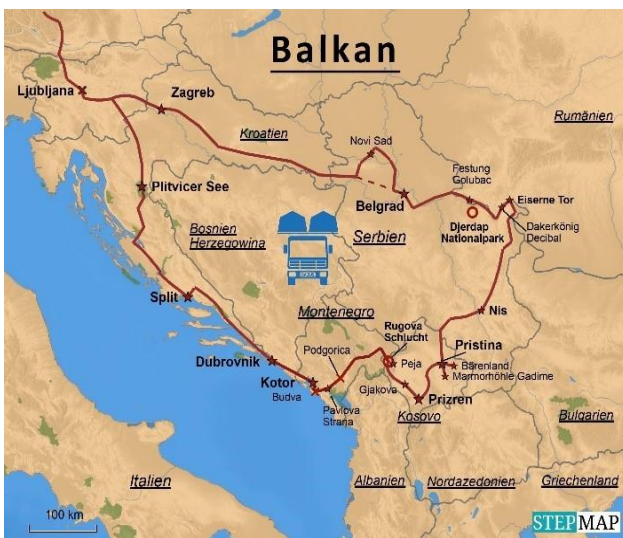 Balkan
Ljubljana
Zagreb
Rumänien
Kroatien
Novi Sad
Festung
Golubac
Eiserne Tor
Plitvicer See
Belgrad
Djerdap
Nationalpark
Dakerkönig
Decibal
Bosnien
Herzegowina
Serbien
Split
Montenegro
Nis
Rugova
Schlucht
Pristina
Dubrovnik
Podgorica
Peja
Bärenland
Marmorhöhle Gadime
Kotor
Budva
Gjakova
Pavlova
Strana
Prizren
Kosovo
Bulgarien
Italien
Albanien
Nordazedonien
Griechenland
100 km
STEPMAP